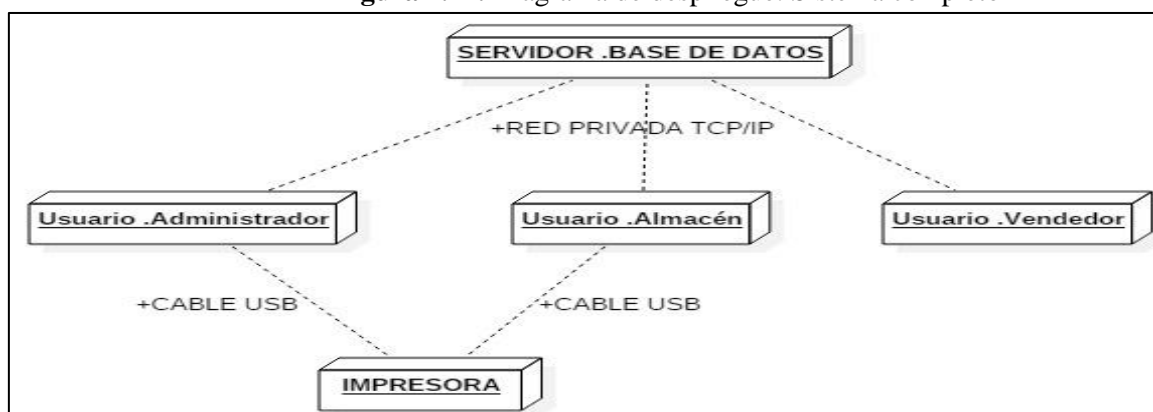 SERVIDOR .BASE DE DATOS
+RED PRIVADA TCP/IP
Usuario .Administrador
Usuario .Almacén
Usuario .Vendedor
+CABLE USB
+CABLE USB
IMPRESORA